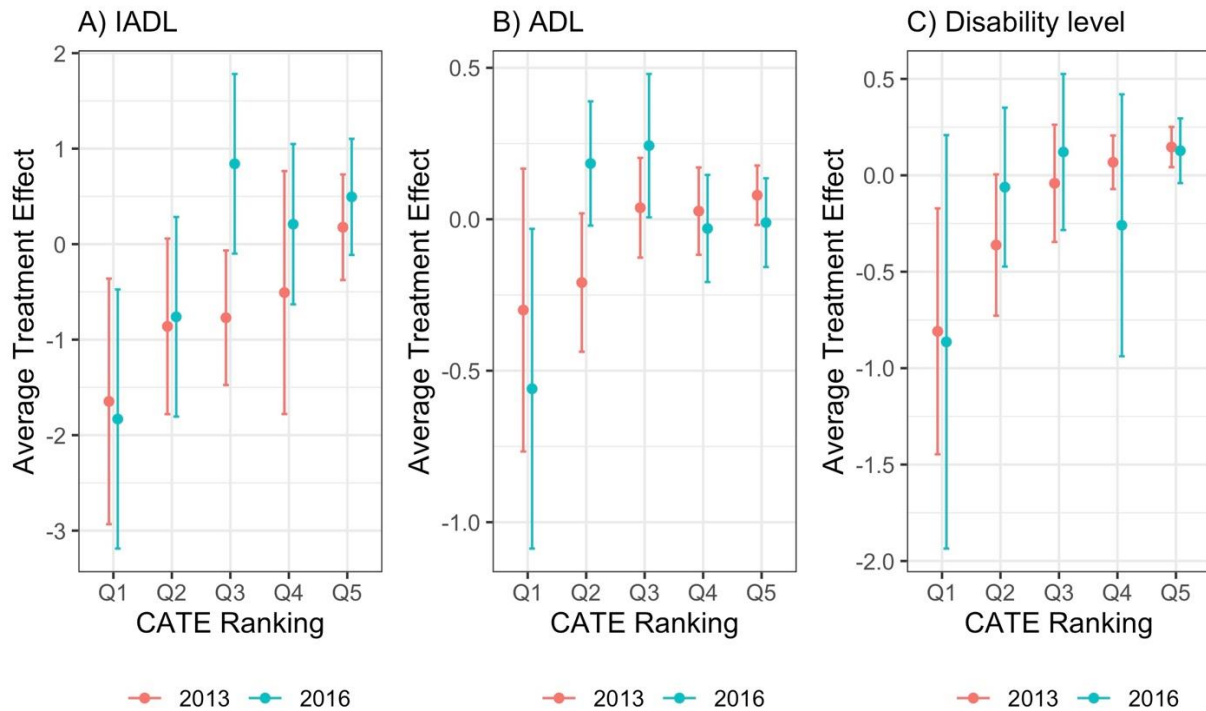 A) IADL
Average Treatment Effect
2
1
0
-1
-2
-3
Q1 Q2 Q3 Q4 Q5
CATE Ranking
2013 2016
B) ADL
Average Treatment Effect
0.5
0.0
-0.5
-1.0
Q1 Q2 Q3 Q4 Q5
CATE Ranking
2013 2016
C) Disability level
Average Treatment Effect
0.5
0.0
-0.5
-1.0
-1.5
-2.0
Q1 Q2 Q3 Q4 Q5
CATE Ranking
2013 2016